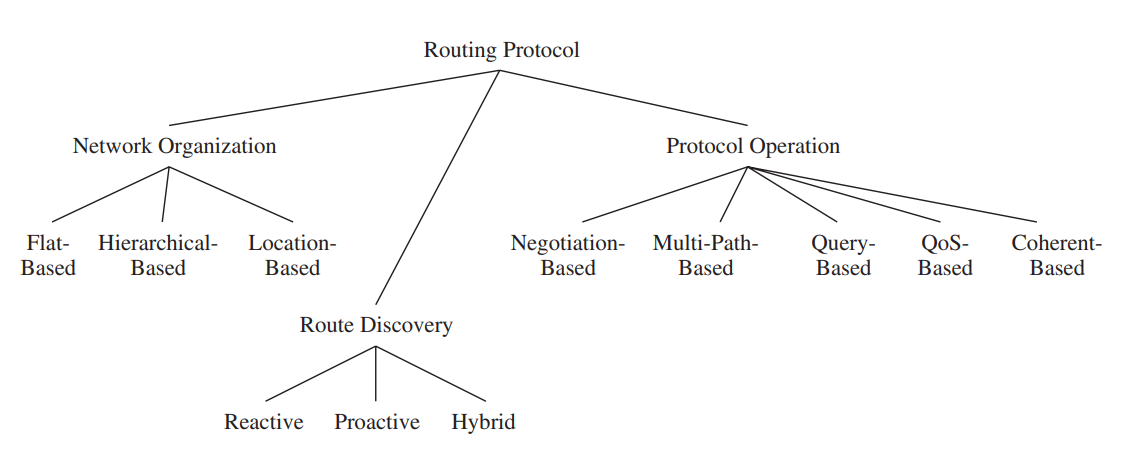 Routing Protocol
Network Organization
Protocol Operation
Flat-
Based
Hierarchical-
Based
Location-
Based
Negotiation-
Based
Multi-Path-
Based
Query-
Based
QoS-
Based
Coherent-
Based
Route Discovery
Reactive
Proactive
Hybrid